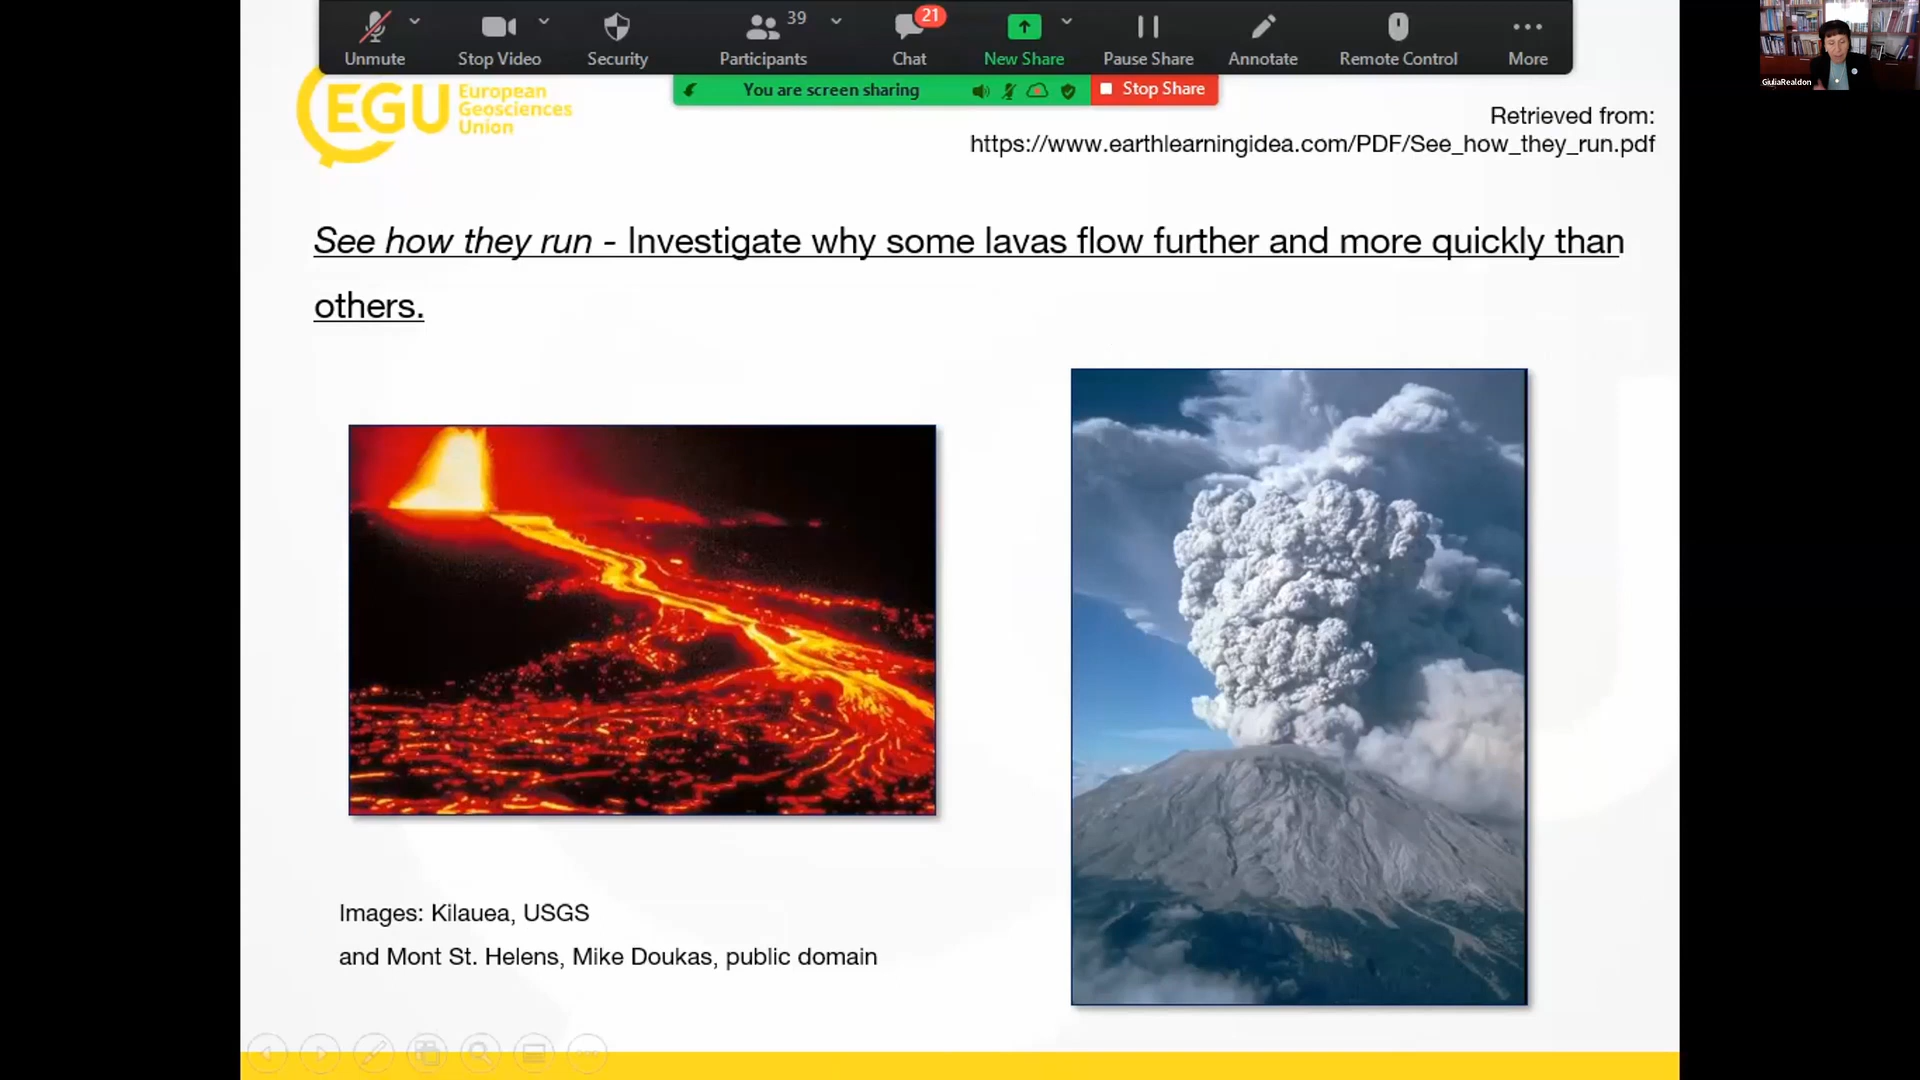 Unmute
Stop Video
Security
Participants
39
Chat
21
New Share
Pause Share
Annotate
Remote Control
More
You are screen sharing
Stop Share
GiuliaRealdon
EGU
European
Geosciences
Union
Retrieved from:
https://www.earthlearningidea.com/PDF/See_how_they_run.pdf
See how they run - Investigate why some lavas flow further and more quickly than
others.
Images: Kilauea, USGS
and Mont St. Helens, Mike Doukas, public domain